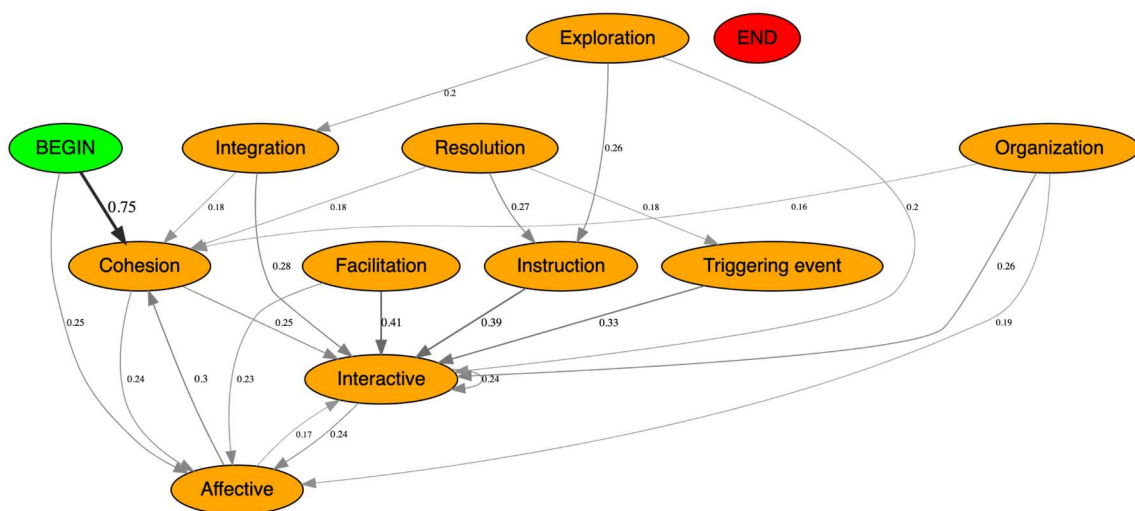 Exploration
END
0.2
BEGIN
Integration
Resolution
Organization
0.26
0.75
0.18
0.18
0.27
0.18
0.16
0.2
Cohesion
Facilitation
Instruction
Triggering event
0.28
0.26
0.25
0.25
0.41
0.39
0.33
0.19
0.24
0.3
0.23
Interactive
0.24
0.17
0.24
Affective